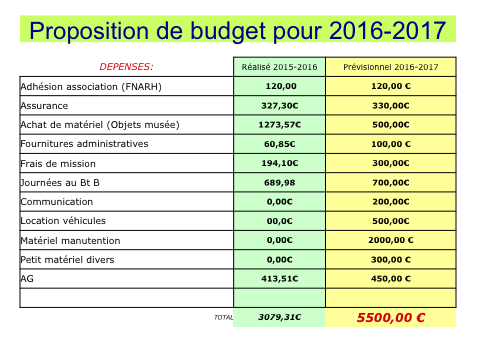 Proposition de budget pour 2016-2017
DEPENSES: Réalisé 2015-2016 Prévisionnel 2016-2017
Adhésion association (FNARH) 120,00 120,00 €
Assurance 327,30€ 330,00€
Achat de matériel (Objets musée) 1273,57€ 500,00€
Fournitures administratives 60,85€ 100,00 €
Frais de mission 194,10€ 300,00€
Journées au Bt B 689,98 700,00€
Communication 0,00€ 200,00€
Location véhicules 00,0€ 500,00€
Matériel manutention 0,00€ 2000,00 €
Petit matériel divers 0,00€ 300,00 €
AG 413,51€ 450,00 €
TOTAL 3079,31€ 5500,00 €